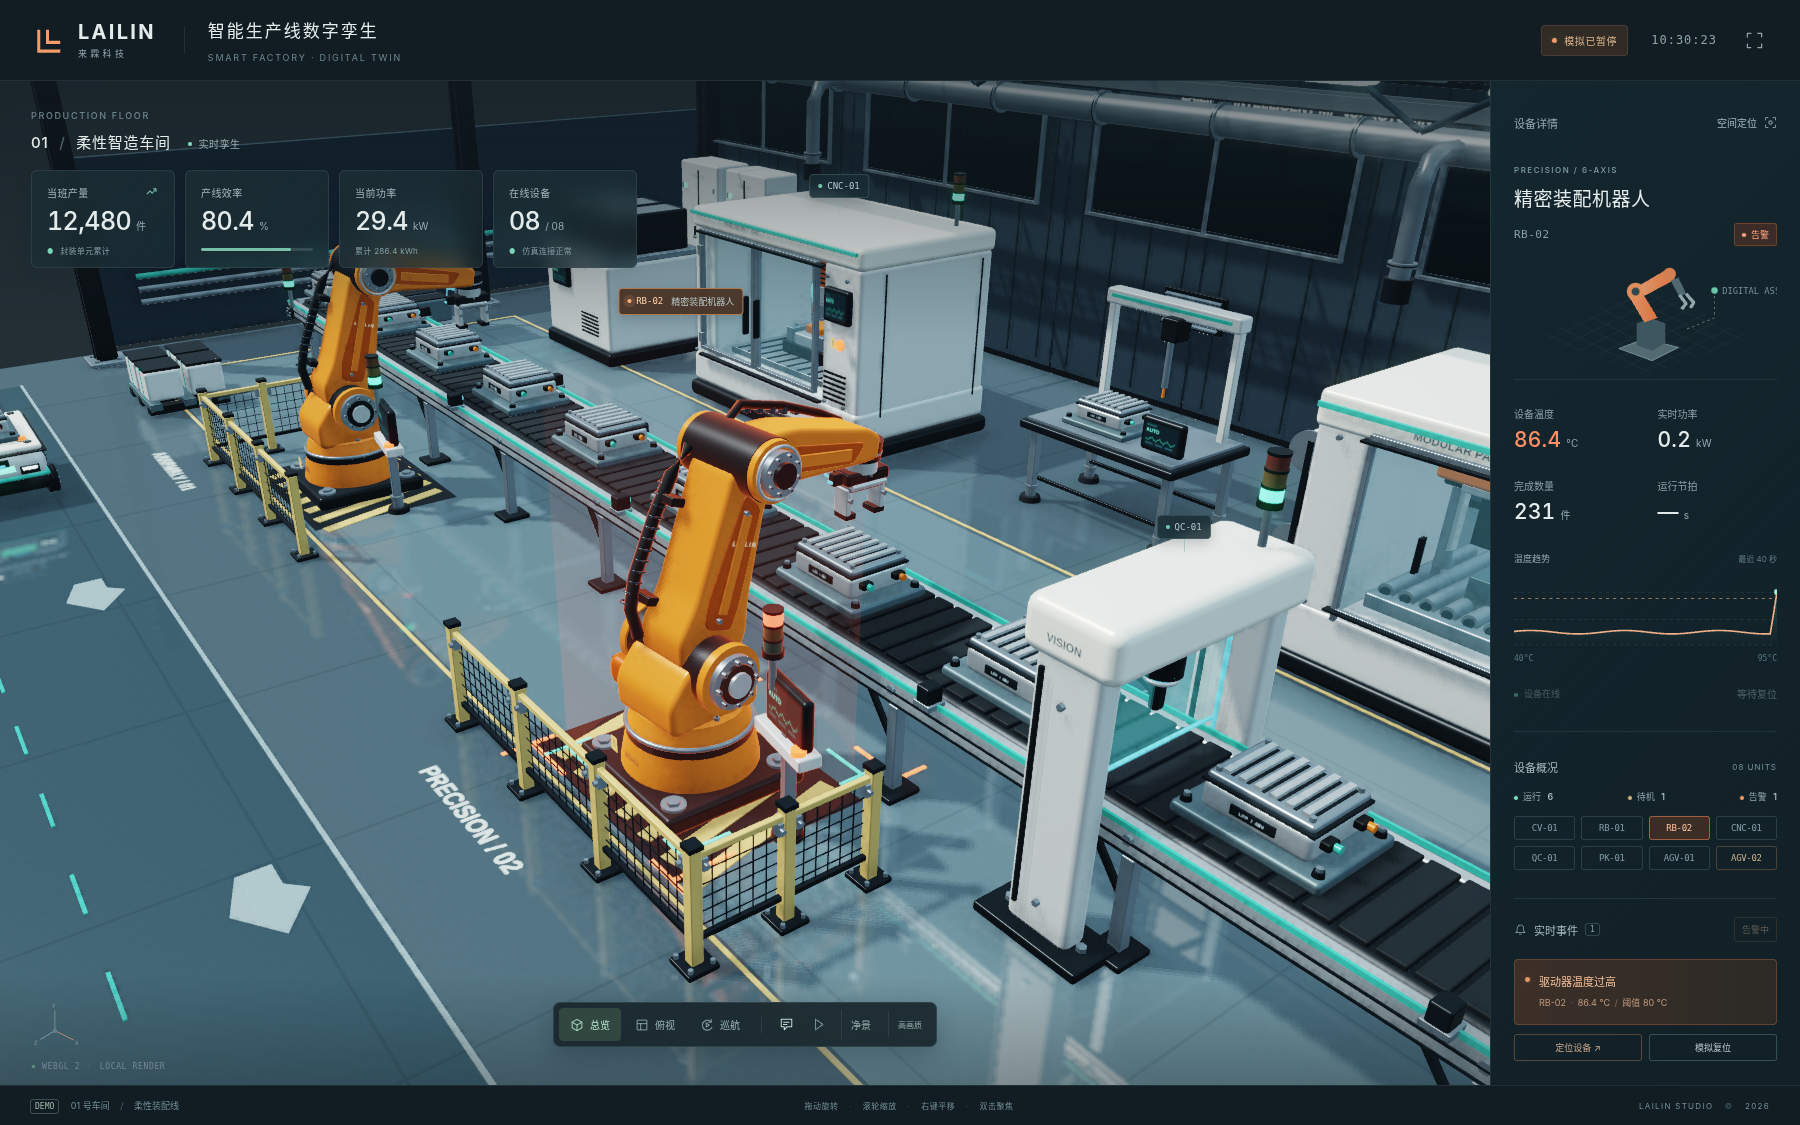 LAILIN
来霖科技
智能生产线数字孪生
SMART FACTORY · DIGITAL TWIN
模拟已暂停
10:30:23
PRODUCTION FLOOR
01 / 柔性智造车间
实时孪生
当班产量
12,480 件
封装单元累计
产线效率
80.4 %
当前功率
29.4 kW
累计 286.4 kWh
在线设备
08 / 08
仿真连接正常
CNC-01
RB-02 精密装配机器人
QC-01
VISION
AUTO
AUTO
PRECISION / 02
设备详情
空间定位
PRECISION / 6-AXIS
精密装配机器人
RB-02
告警
DIGITAL ASS
设备温度
86.4 °C
实时功率
0.2 kW
完成数量
231 件
运行节拍
— s
温度趋势
最近 40 秒
40°C
95°C
设备在线
等待复位
设备概况
08 UNITS
运行 6
待机 1
告警 1
CV-01
RB-01
RB-02
CNC-01
QC-01
PK-01
AGV-01
AGV-02
实时事件 1
告警中
驱动器温度过高
RB-02 · 86.4 °C / 阈值 80 °C
定位设备 ↗
模拟复位
总览
俯视
巡航
净景
高画质
Y
Z
X
WEBGL 2 · LOCAL RENDER
DEMO
01 号车间 / 柔性装配线
拖动旋转 · 滚轮缩放 · 右键平移 · 双击聚焦
LAILIN STUDIO © 2026